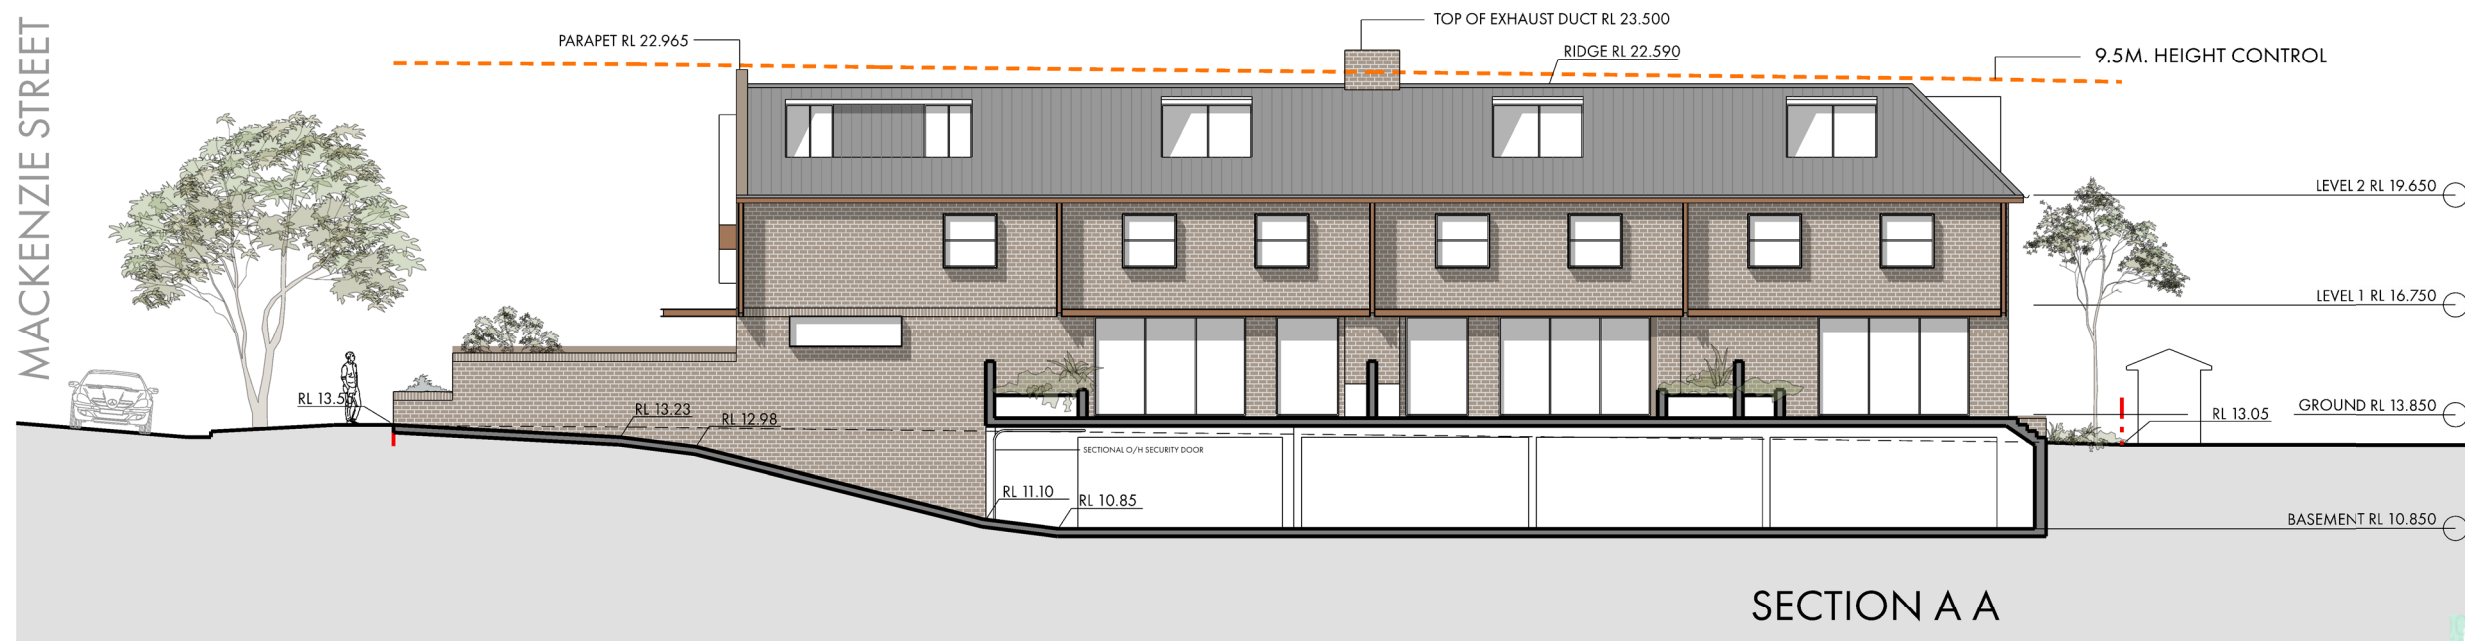 MACKENZIE STREET
TOP OF EXHAUST DUCT RL 23.500
PARAPET RL 22.965
RIDGE RL 22.590
9.5M. HEIGHT CONTROL
LEVEL 2 RL 19.650
LEVEL 1 RL 16.750
RL 13.55
GROUND RL 13.850
RL 13.23
RL 12.98
RL 13.05
SECTIONAL O/H SECURITY DOOR
RL 11.10
RL 10.85
BASEMENT RL 10.850
SECTION A A